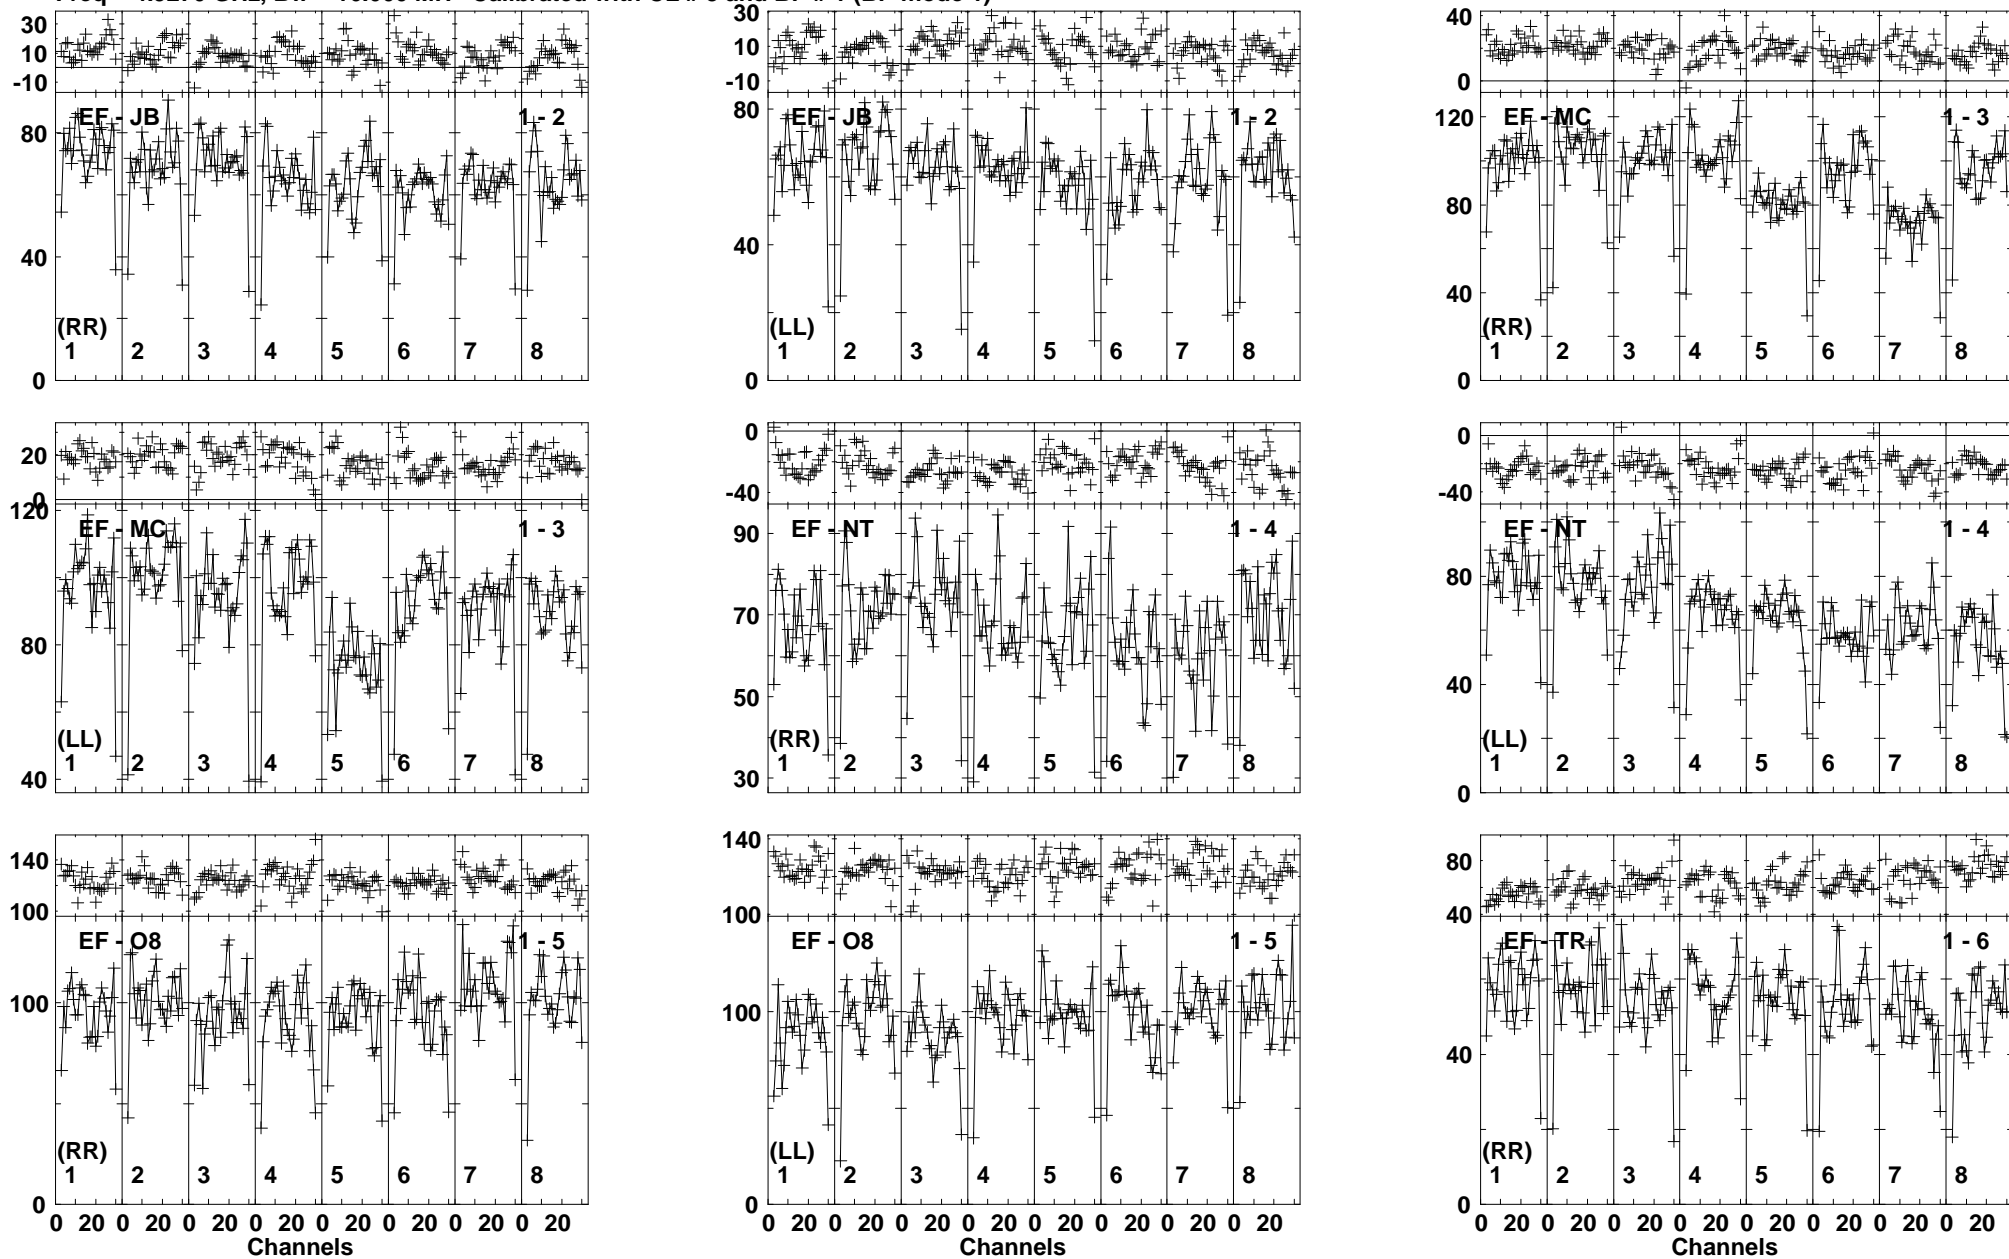 30 10 -10
EF - JB 1 - 2
80 40 0
(RR)
1 2 3 4 5 6 7 8
30 10 -10
EF - JB 1 - 2
80 40 0
(LL)
1 2 3 4 5 6 7 8
40 0
EF - MC 1 - 3
120 80 40 0
(RR)
1 2 3 4 5 6 7 8
20 0
EF - MC 1 - 3
120 80 40
(LL)
1 2 3 4 5 6 7 8
0 -40
EF - NT 1 - 4
90 70 50 30
(RR)
1 2 3 4 5 6 7 8
0 -40
EF - NT 1 - 4
80 40 0
(LL)
1 2 3 4 5 6 7 8
140 100
EF - O8 1 - 5
100 0
(RR)
1 2 3 4 5 6 7 8
0 20 0 20 0 20 0 20 0 20 0 20 0 20 0 20
Channels
140 100
EF - O8 1 - 5
100 0
(LL)
1 2 3 4 5 6 7 8
0 20 0 20 0 20 0 20 0 20 0 20 0 20 0 20
Channels
80 40
EF - TR 1 - 6
40 0
(RR)
1 2 3 4 5 6 7 8
0 20 0 20 0 20 0 20 0 20 0 20 0 20 0 20
Channels